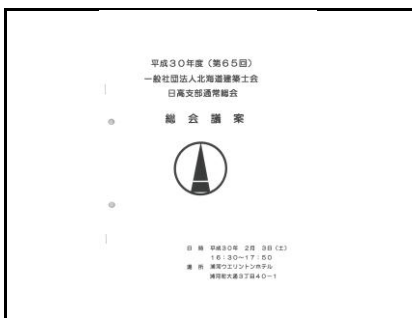 平成30年度(第65回)
一般社団法人北海道建築士会
日高支部通常総会
総 会 議 案
日 時 平成30年 2月 3日(土)
16:30~17:50
場 所 浦河ウエリントンホテル
浦河町大通3丁目40-1